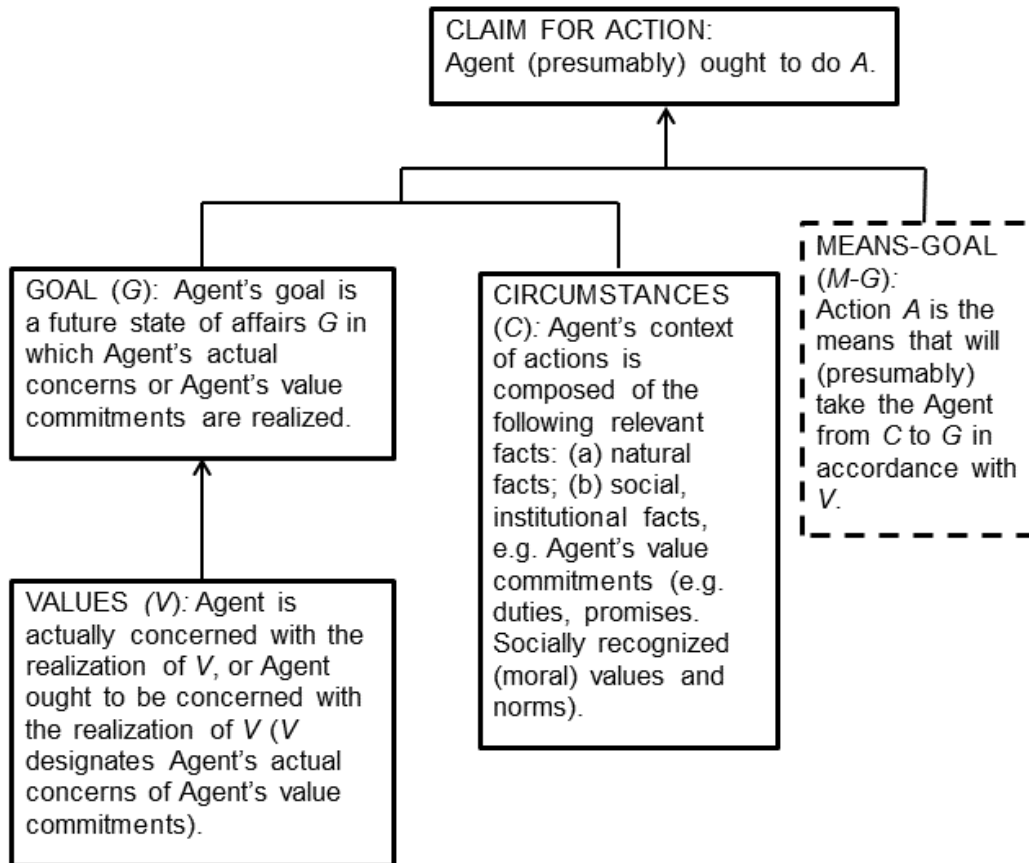 CLAIM FOR ACTION:
Agent (presumably) ought to do A.
GOAL (G): Agent's goal is
a future state of affairs G in
which Agent's actual
concerns or Agent's value
commitments are realized.
CIRCUMSTANCES
(C): Agent's context
of actions is
composed of the
following relevant
facts: (a) natural
facts; (b) social,
institutional facts,
e.g. Agent's value
commitments (e.g.
duties, promises.
Socially recognized
(moral) values and
norms).
MEANS-GOAL
(M-G):
Action A is the
means that will
(presumably)
take the Agent
from C to G in
accordance with
V.
VALUES (V): Agent is
actually concerned with the
realization of V, or Agent
ought to be concerned with
the realization of V (V
designates Agent's actual
concerns of Agent's value
commitments).